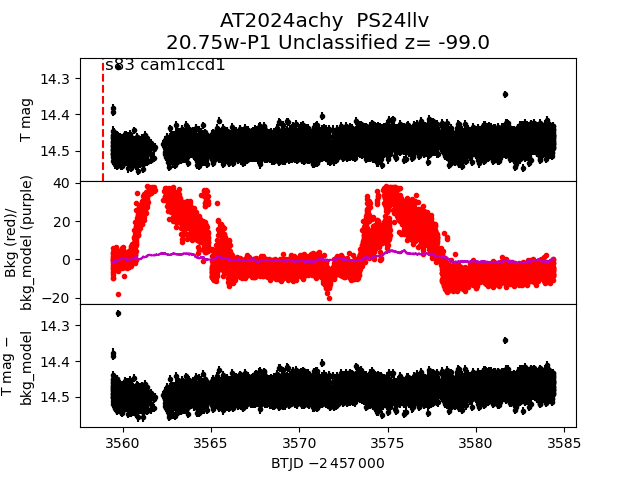 AT2024achy  PS24llv
20.75w-P1 Unclassified z= -99.0
s83 cam1ccd1
14.3
14.4
14.5
T mag
40
20
0
−20
Bkg (red)/
bkg_model (purple)
14.3
14.4
14.5
T mag −
bkg_model
3560
3565
3570
3575
3580
3585
BTJD −2 457 000